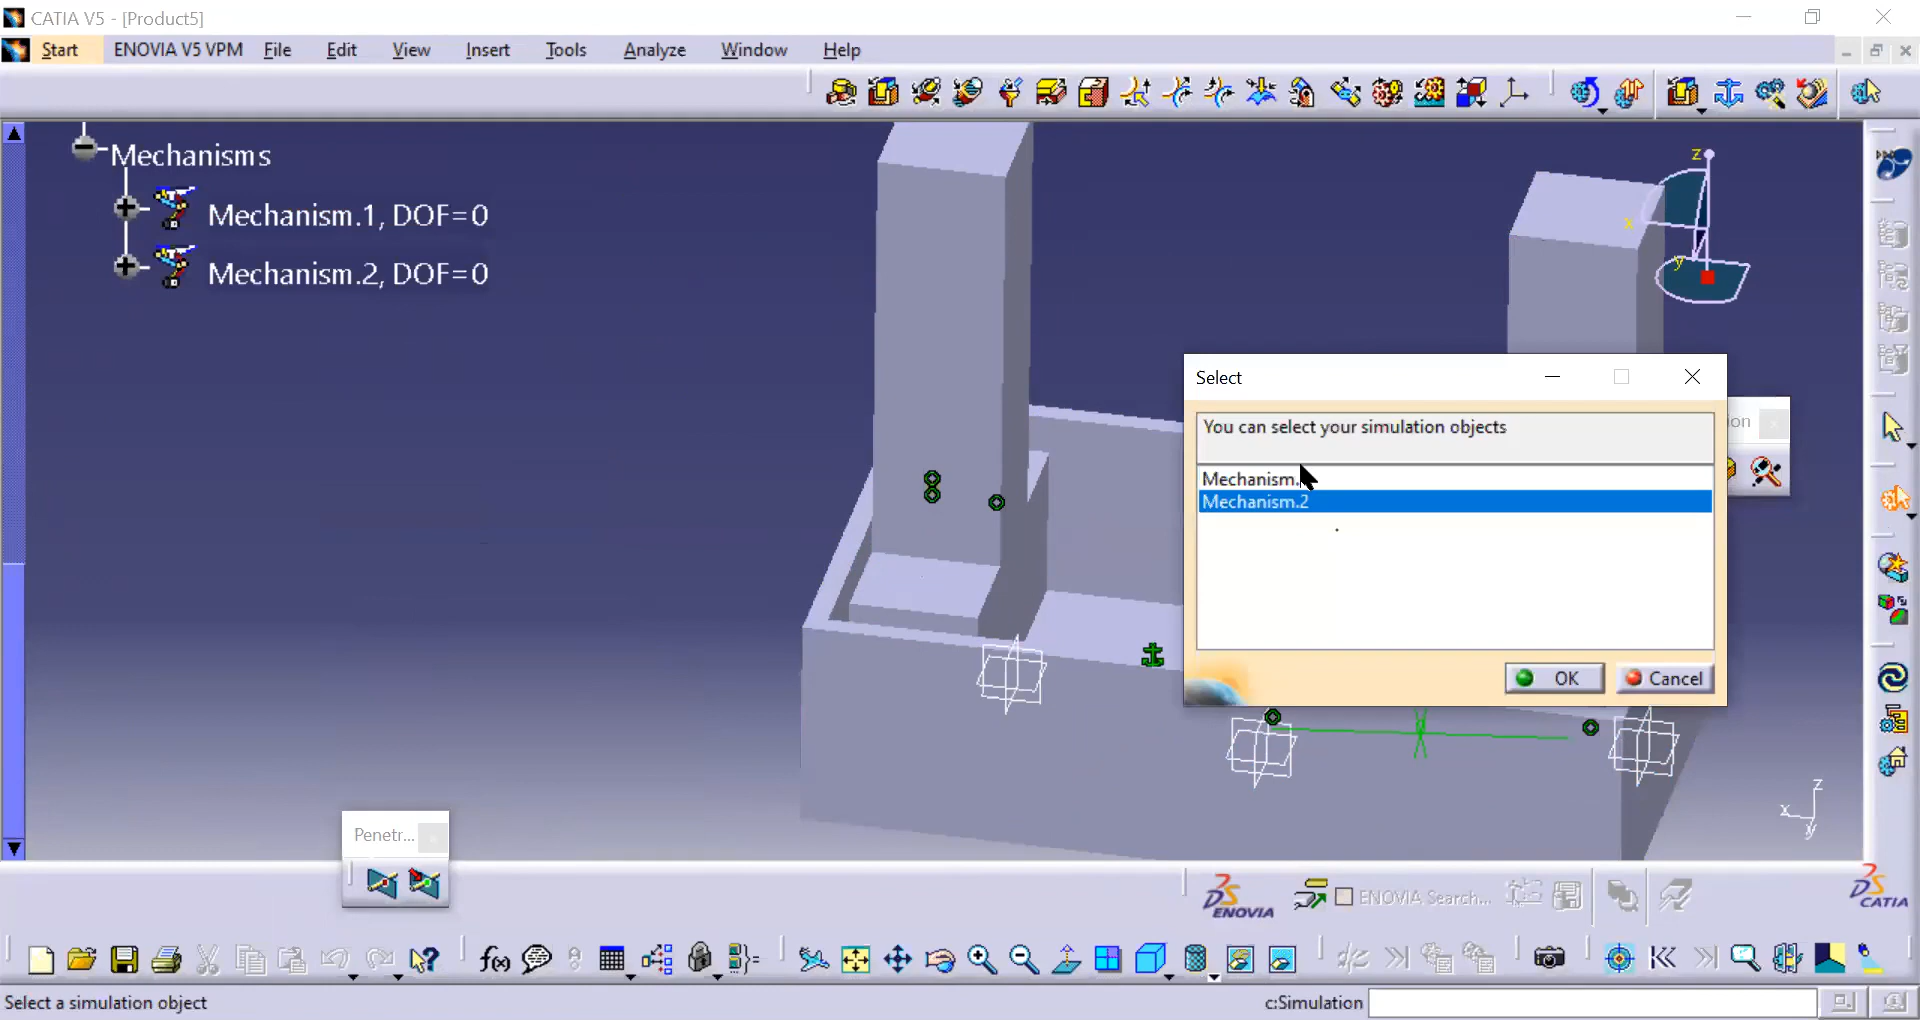 CATIA V5 - [Product5]
Start ENOVIA V5 VPM File Edit View Insert Tools Analyze Window Help
Mechanisms
Mechanism.1, DOF=0
Mechanism.2, DOF=0
z
x
y
Select
You can select your simulation objects
Mechanism.
Mechanism.2
OK Cancel
ion
Penetr...
z
x
y
ENOVIA
ENOVIA Search...
CATIA
f(x)
Select a simulation object
c:Simulation